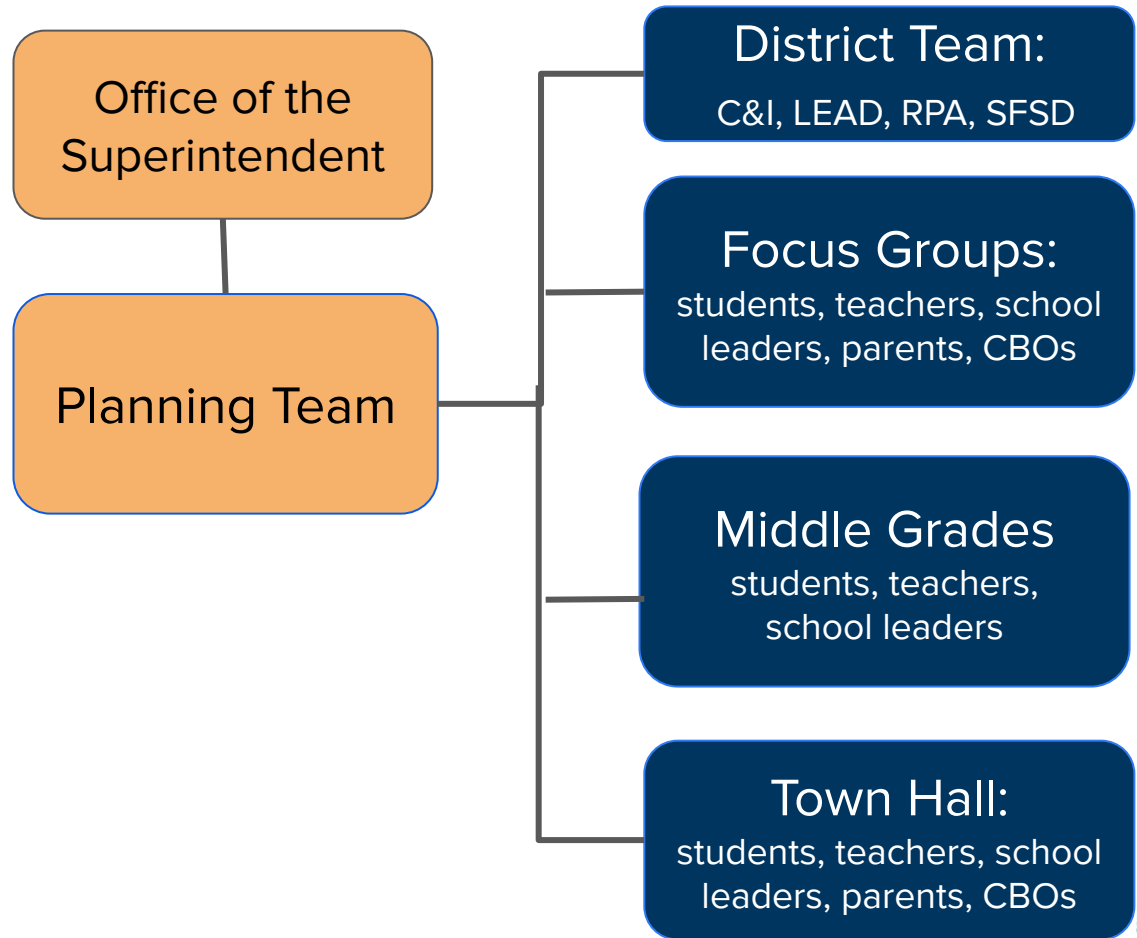 Office of the
Superintendent
Planning Team
District Team:
C&I, LEAD, RPA, SFSD
Focus Groups:
students, teachers, school
leaders, parents, CBOs
Middle Grades
students, teachers,
school leaders
Town Hall:
students, teachers, school
leaders, parents, CBOs